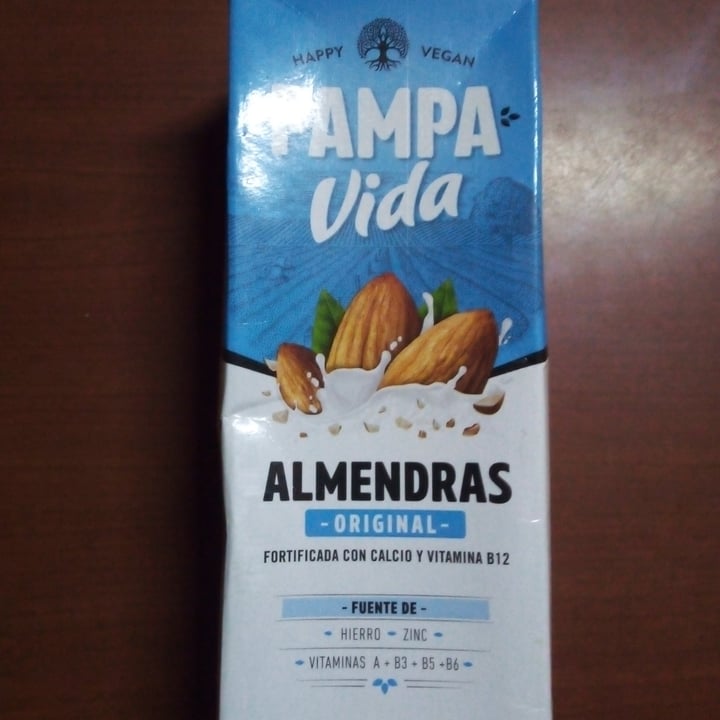 HAPPY VEGAN
PAMPA
Vida
ALMENDRAS
- ORIGINAL -
FORTIFICADA CON CALCIO Y VITAMINA B12
- FUENTE DE -
HIERRO - ZINC -
VITAMINAS A + B3 + B5 +B6